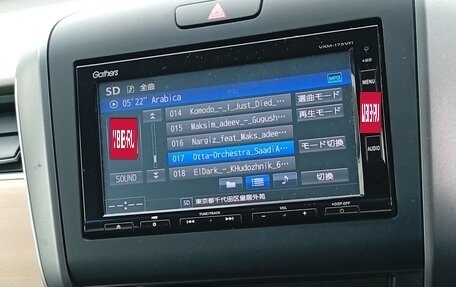 VXM-175VFi
Gathers
SD 全曲
MP3
05'22" Arabica
MENU
014 Komodo_-_I_Just_Died_⋯
選曲モード
015 Maksim_adeev_-_Gugush⋯
再生モード
016 Nargiz_feat_Maks_adee⋯
017 Otta-Orchestra_SaadiA⋯
モード切換
AUDIO
SOUND
018 ElDark_-_KHudozhnik_6⋯
切換
--:--
SD 東京都千代田区皇居外苑
TUNE/TRACK
VOL
DISP.OFF